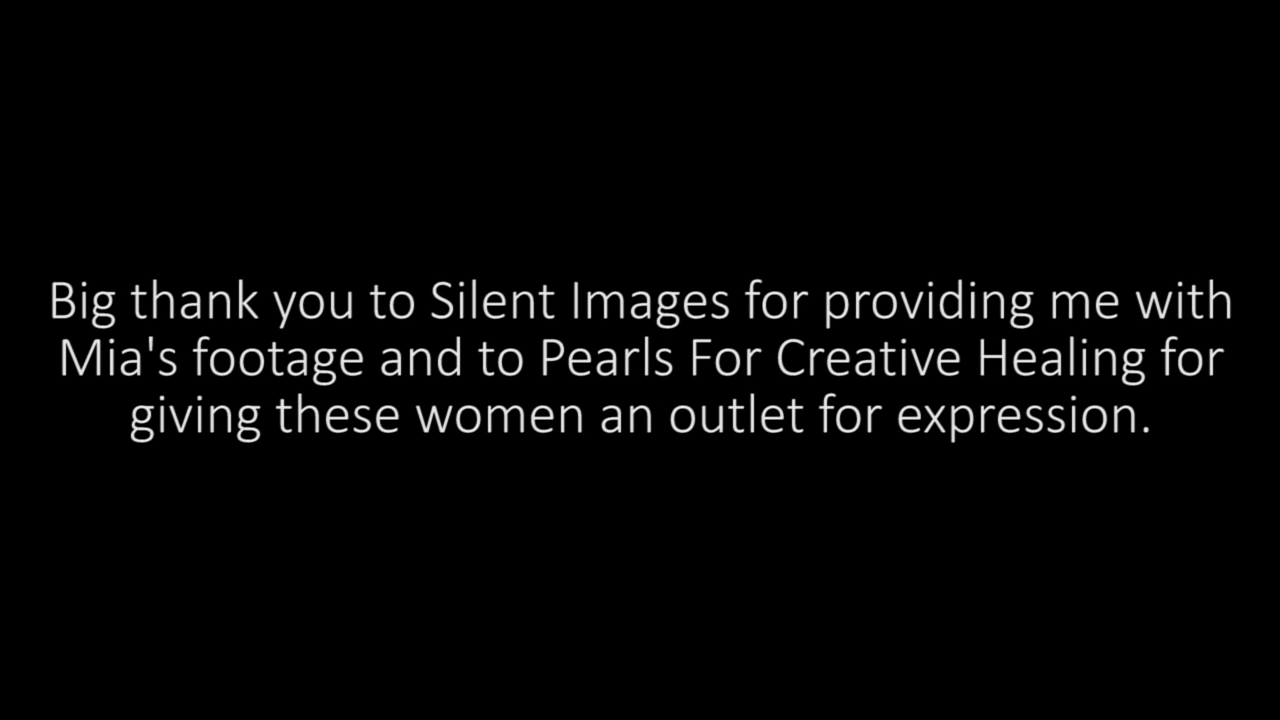 Big thank you to Silent Images for providing me with
Mia's footage and to Pearls For Creative Healing for
giving these women an outlet for expression.